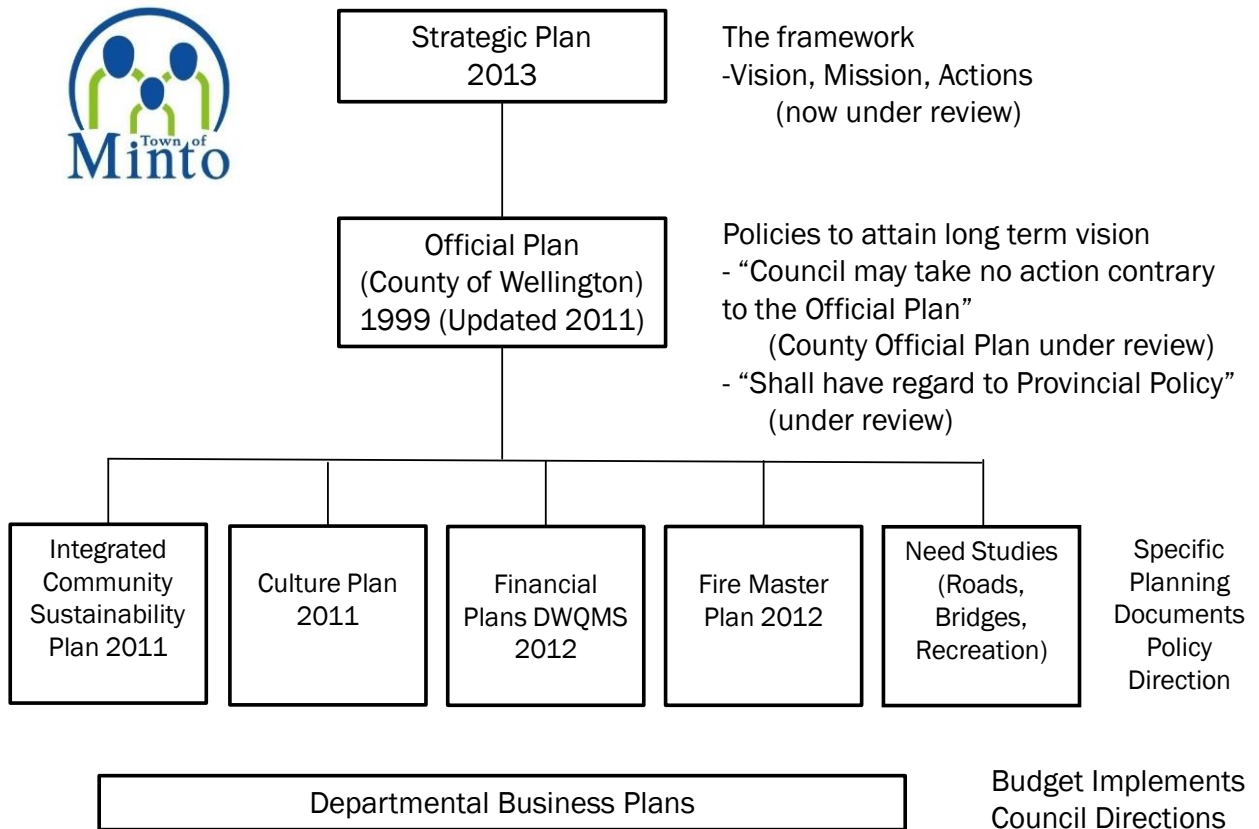 Town of
Minto
Strategic Plan
2013
The framework
-Vision, Mission, Actions
(now under review)
Official Plan
(County of Wellington)
1999 (Updated 2011)
Policies to attain long term vision
- “Council may take no action contrary
to the Official Plan”
(County Official Plan under review)
- “Shall have regard to Provincial Policy”
(under review)
Integrated
Community
Sustainability
Plan 2011
Culture Plan
2011
Financial
Plans DWQMS
2012
Fire Master
Plan 2012
Need Studies
(Roads,
Bridges,
Recreation)
Specific
Planning
Documents
Policy
Direction
Departmental Business Plans
Budget Implements
Council Directions